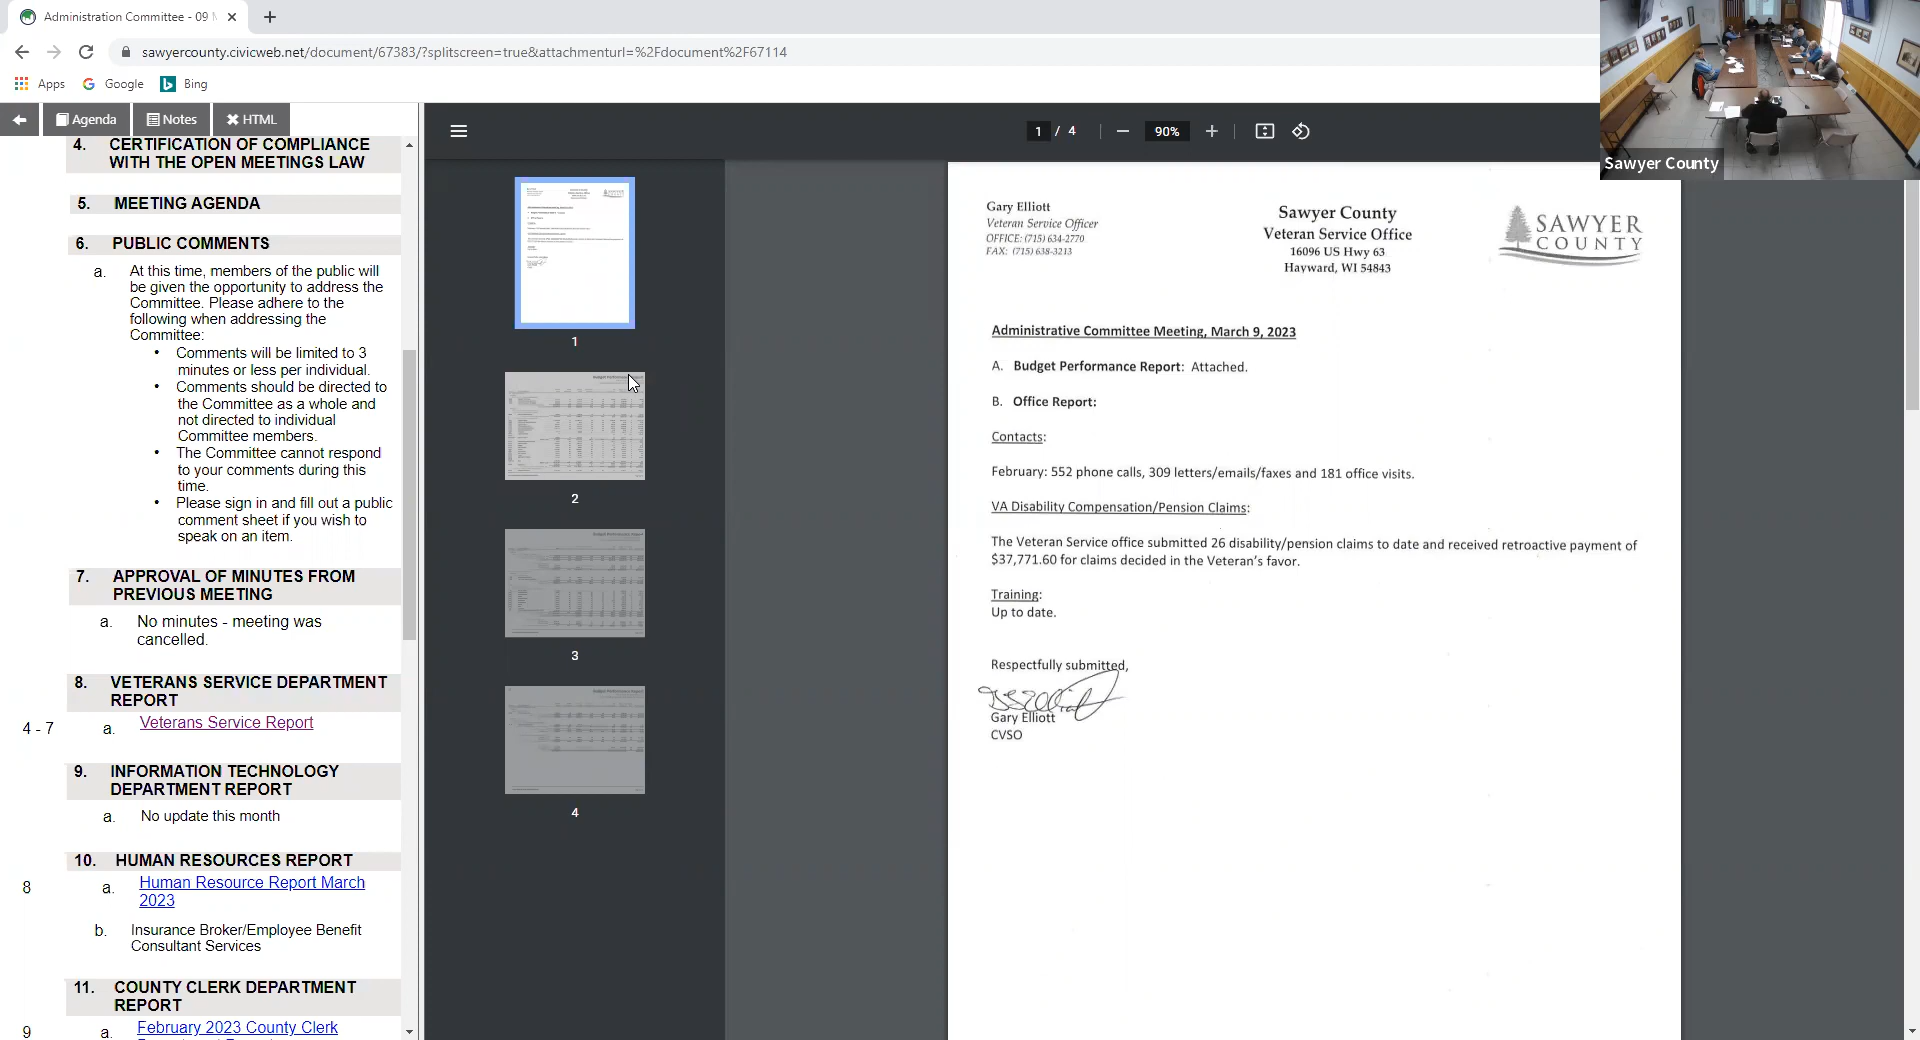 Administration Committee - 09 M
sawyercounty.civicweb.net/document/67383/?splitscreen=true&attachmenturl=%2Fdocument%2F67114
Apps Google Bing
Agenda Notes HTML
4. CERTIFICATION OF COMPLIANCE
WITH THE OPEN MEETINGS LAW
5. MEETING AGENDA
6. PUBLIC COMMENTS
a. At this time, members of the public will
be given the opportunity to address the
Committee. Please adhere to the
following when addressing the
Committee:
• Comments will be limited to 3
minutes or less per individual.
• Comments should be directed to
the Committee as a whole and
not directed to individual
Committee members.
• The Committee cannot respond
to your comments during this
time.
• Please sign in and fill out a public
comment sheet if you wish to
speak on an item.
7. APPROVAL OF MINUTES FROM
PREVIOUS MEETING
a. No minutes - meeting was
cancelled.
8. VETERANS SERVICE DEPARTMENT
REPORT
4 - 7 a. Veterans Service Report
9. INFORMATION TECHNOLOGY
DEPARTMENT REPORT
a. No update this month
10. HUMAN RESOURCES REPORT
8 a. Human Resource Report March
2023
b. Insurance Broker/Employee Benefit
Consultant Services
11. COUNTY CLERK DEPARTMENT
REPORT
9 a. February 2023 County Clerk
1 / 4 90%
1
2
3
4
Gary Elliott
Veteran Service Officer
OFFICE: (715) 634-2770
FAX: (715) 638-3213
Sawyer County
Veteran Service Office
16096 US Hwy 63
Hayward, WI 54843
SAWYER
COUNTY
Administrative Committee Meeting, March 9, 2023
A. Budget Performance Report: Attached.
B. Office Report:
Contacts:
February: 552 phone calls, 309 letters/emails/faxes and 181 office visits.
VA Disability Compensation/Pension Claims:
The Veteran Service office submitted 26 disability/pension claims to date and received retroactive payment of
$37,771.60 for claims decided in the Veteran's favor.
Training:
Up to date.
Respectfully submitted,
Gary Elliott
CVSO
Sawyer County